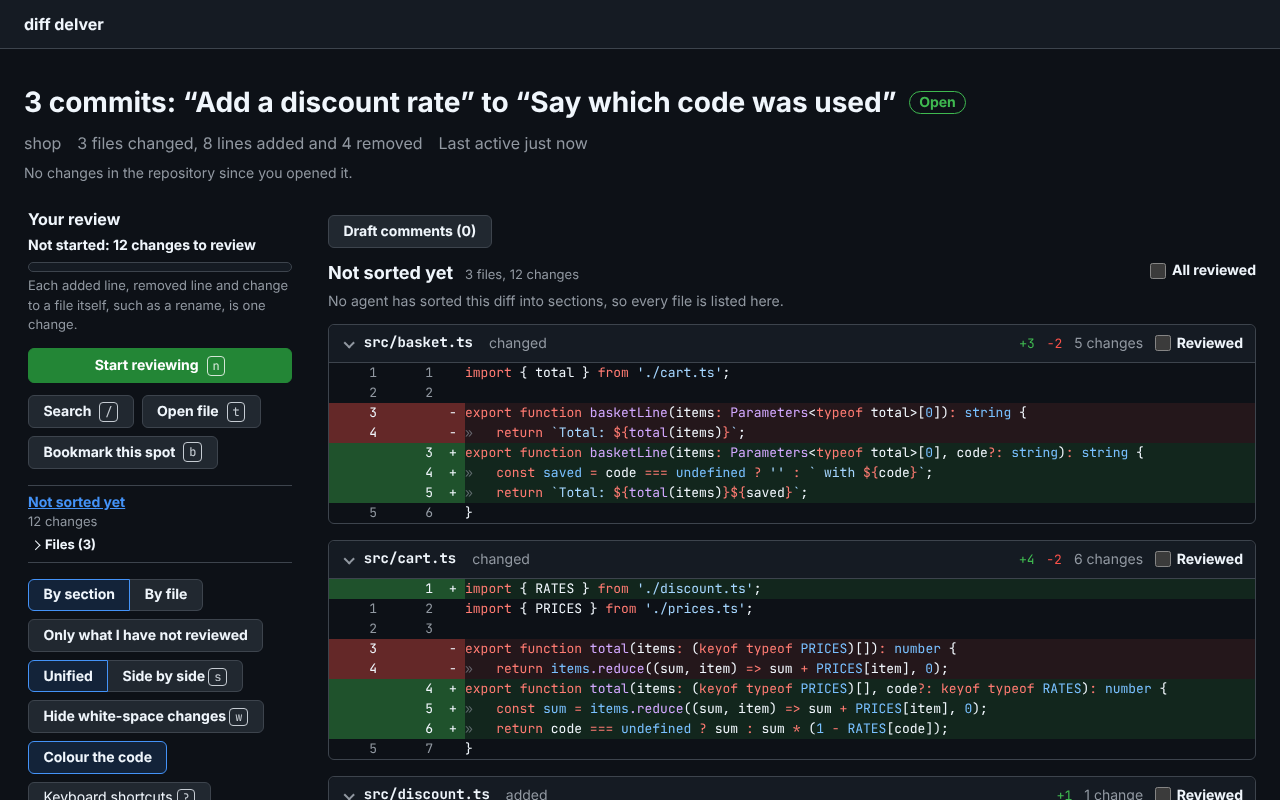 diff delver
3 commits: “Add a discount rate” to “Say which code was used” Open
shop 3 files changed, 8 lines added and 4 removed Last active just now
No changes in the repository since you opened it.
Your review
Not started: 12 changes to review
Each added line, removed line and change
to a file itself, such as a rename, is one
change.
Start reviewing n
Search / Open file t
Bookmark this spot b
Not sorted yet
12 changes
Files (3)
By section By file
Only what I have not reviewed
Unified Side by side s
Hide white-space changes w
Colour the code
Keyboard shortcuts ?
Draft comments (0)
Not sorted yet 3 files, 12 changes All reviewed
No agent has sorted this diff into sections, so every file is listed here.
src/basket.ts changed +3 -2 5 changes Reviewed
1 1 import { total } from './cart.ts';
2 2
3 - export function basketLine(items: Parameters<typeof total>[0]): string {
4 - » return `Total: ${total(items)}`;
3 + export function basketLine(items: Parameters<typeof total>[0], code?: string): string {
4 + » const saved = code === undefined ? '' : ` with ${code}`;
5 + » return `Total: ${total(items)}${saved}`;
5 6 }
src/cart.ts changed +4 -2 6 changes Reviewed
1 + import { RATES } from './discount.ts';
1 2 import { PRICES } from './prices.ts';
2 3
3 - export function total(items: (keyof typeof PRICES)[]): number {
4 - » return items.reduce((sum, item) => sum + PRICES[item], 0);
4 + export function total(items: (keyof typeof PRICES)[], code?: keyof typeof RATES): number {
5 + » const sum = items.reduce((sum, item) => sum + PRICES[item], 0);
6 + » return code === undefined ? sum : sum * (1 - RATES[code]);
5 7 }
src/discount.ts added +1 1 change Reviewed